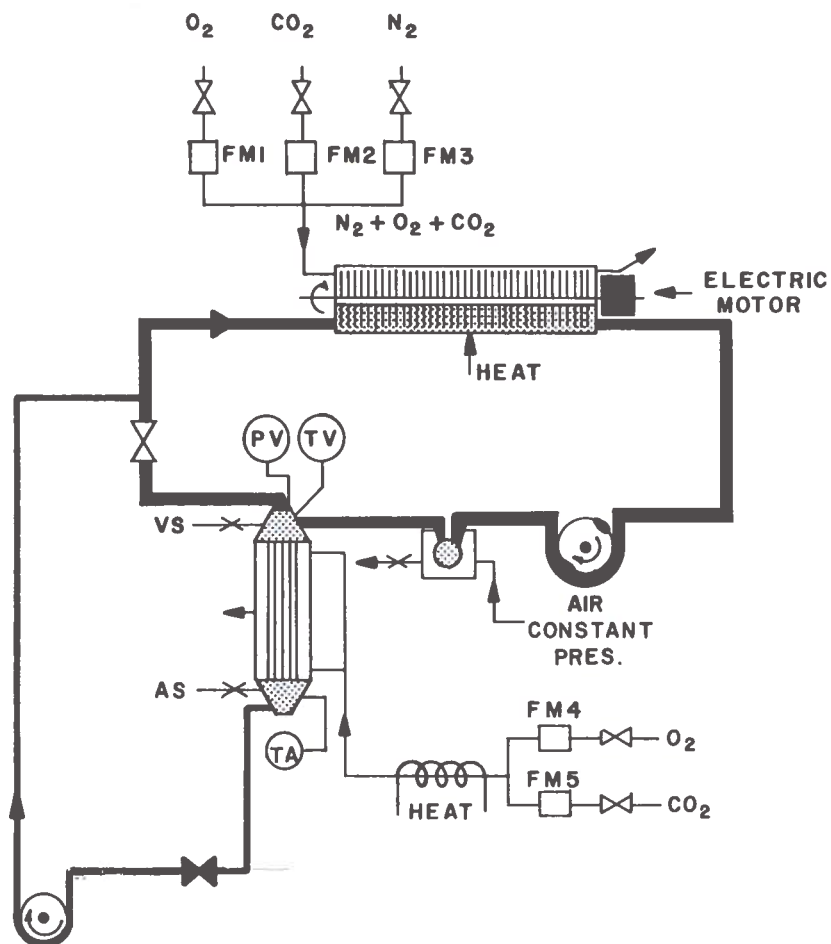 O₂ CO₂ N₂
FM1 FM2 FM3
N₂ + O₂ + CO₂
ELECTRIC
MOTOR
HEAT
PV TV
VS
AIR
CONSTANT
PRES.
AS
TA
FM4
O₂
FM5
HEAT
CO₂